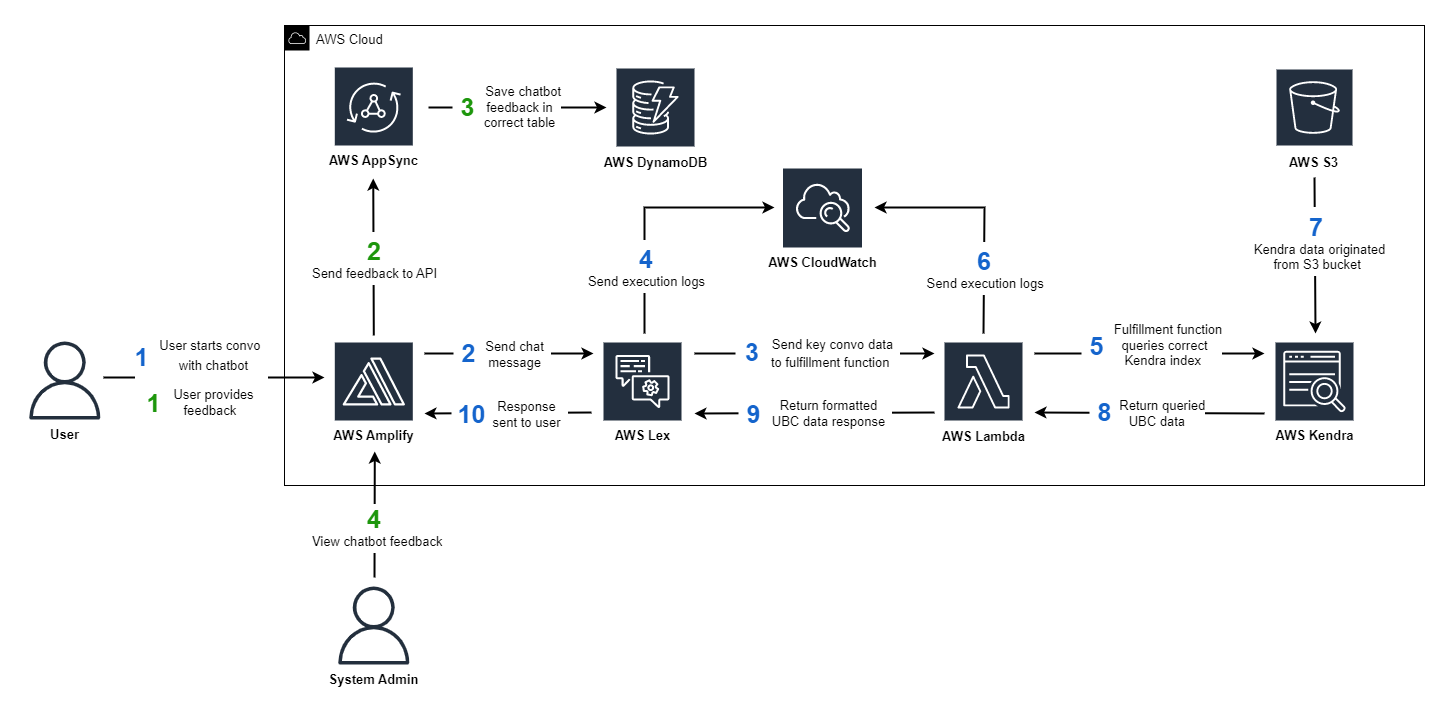 AWS Cloud
3
Save chatbot
feedback in
correct table
AWS AppSync
AWS DynamoDB
AWS S3
2
Send feedback to API
4
Send execution logs
AWS CloudWatch
6
Send execution logs
7
Kendra data originated
from S3 bucket
1
User starts convo
with chatbot
1
User provides
feedback
User
2
Send chat
message
3
Send key convo data
to fulfillment function
5
Fulfillment function
queries correct
Kendra index
10
Response
sent to user
9
Return formatted
UBC data response
8
Return queried
UBC data
AWS Amplify
AWS Lex
AWS Lambda
AWS Kendra
4
View chatbot feedback
System Admin